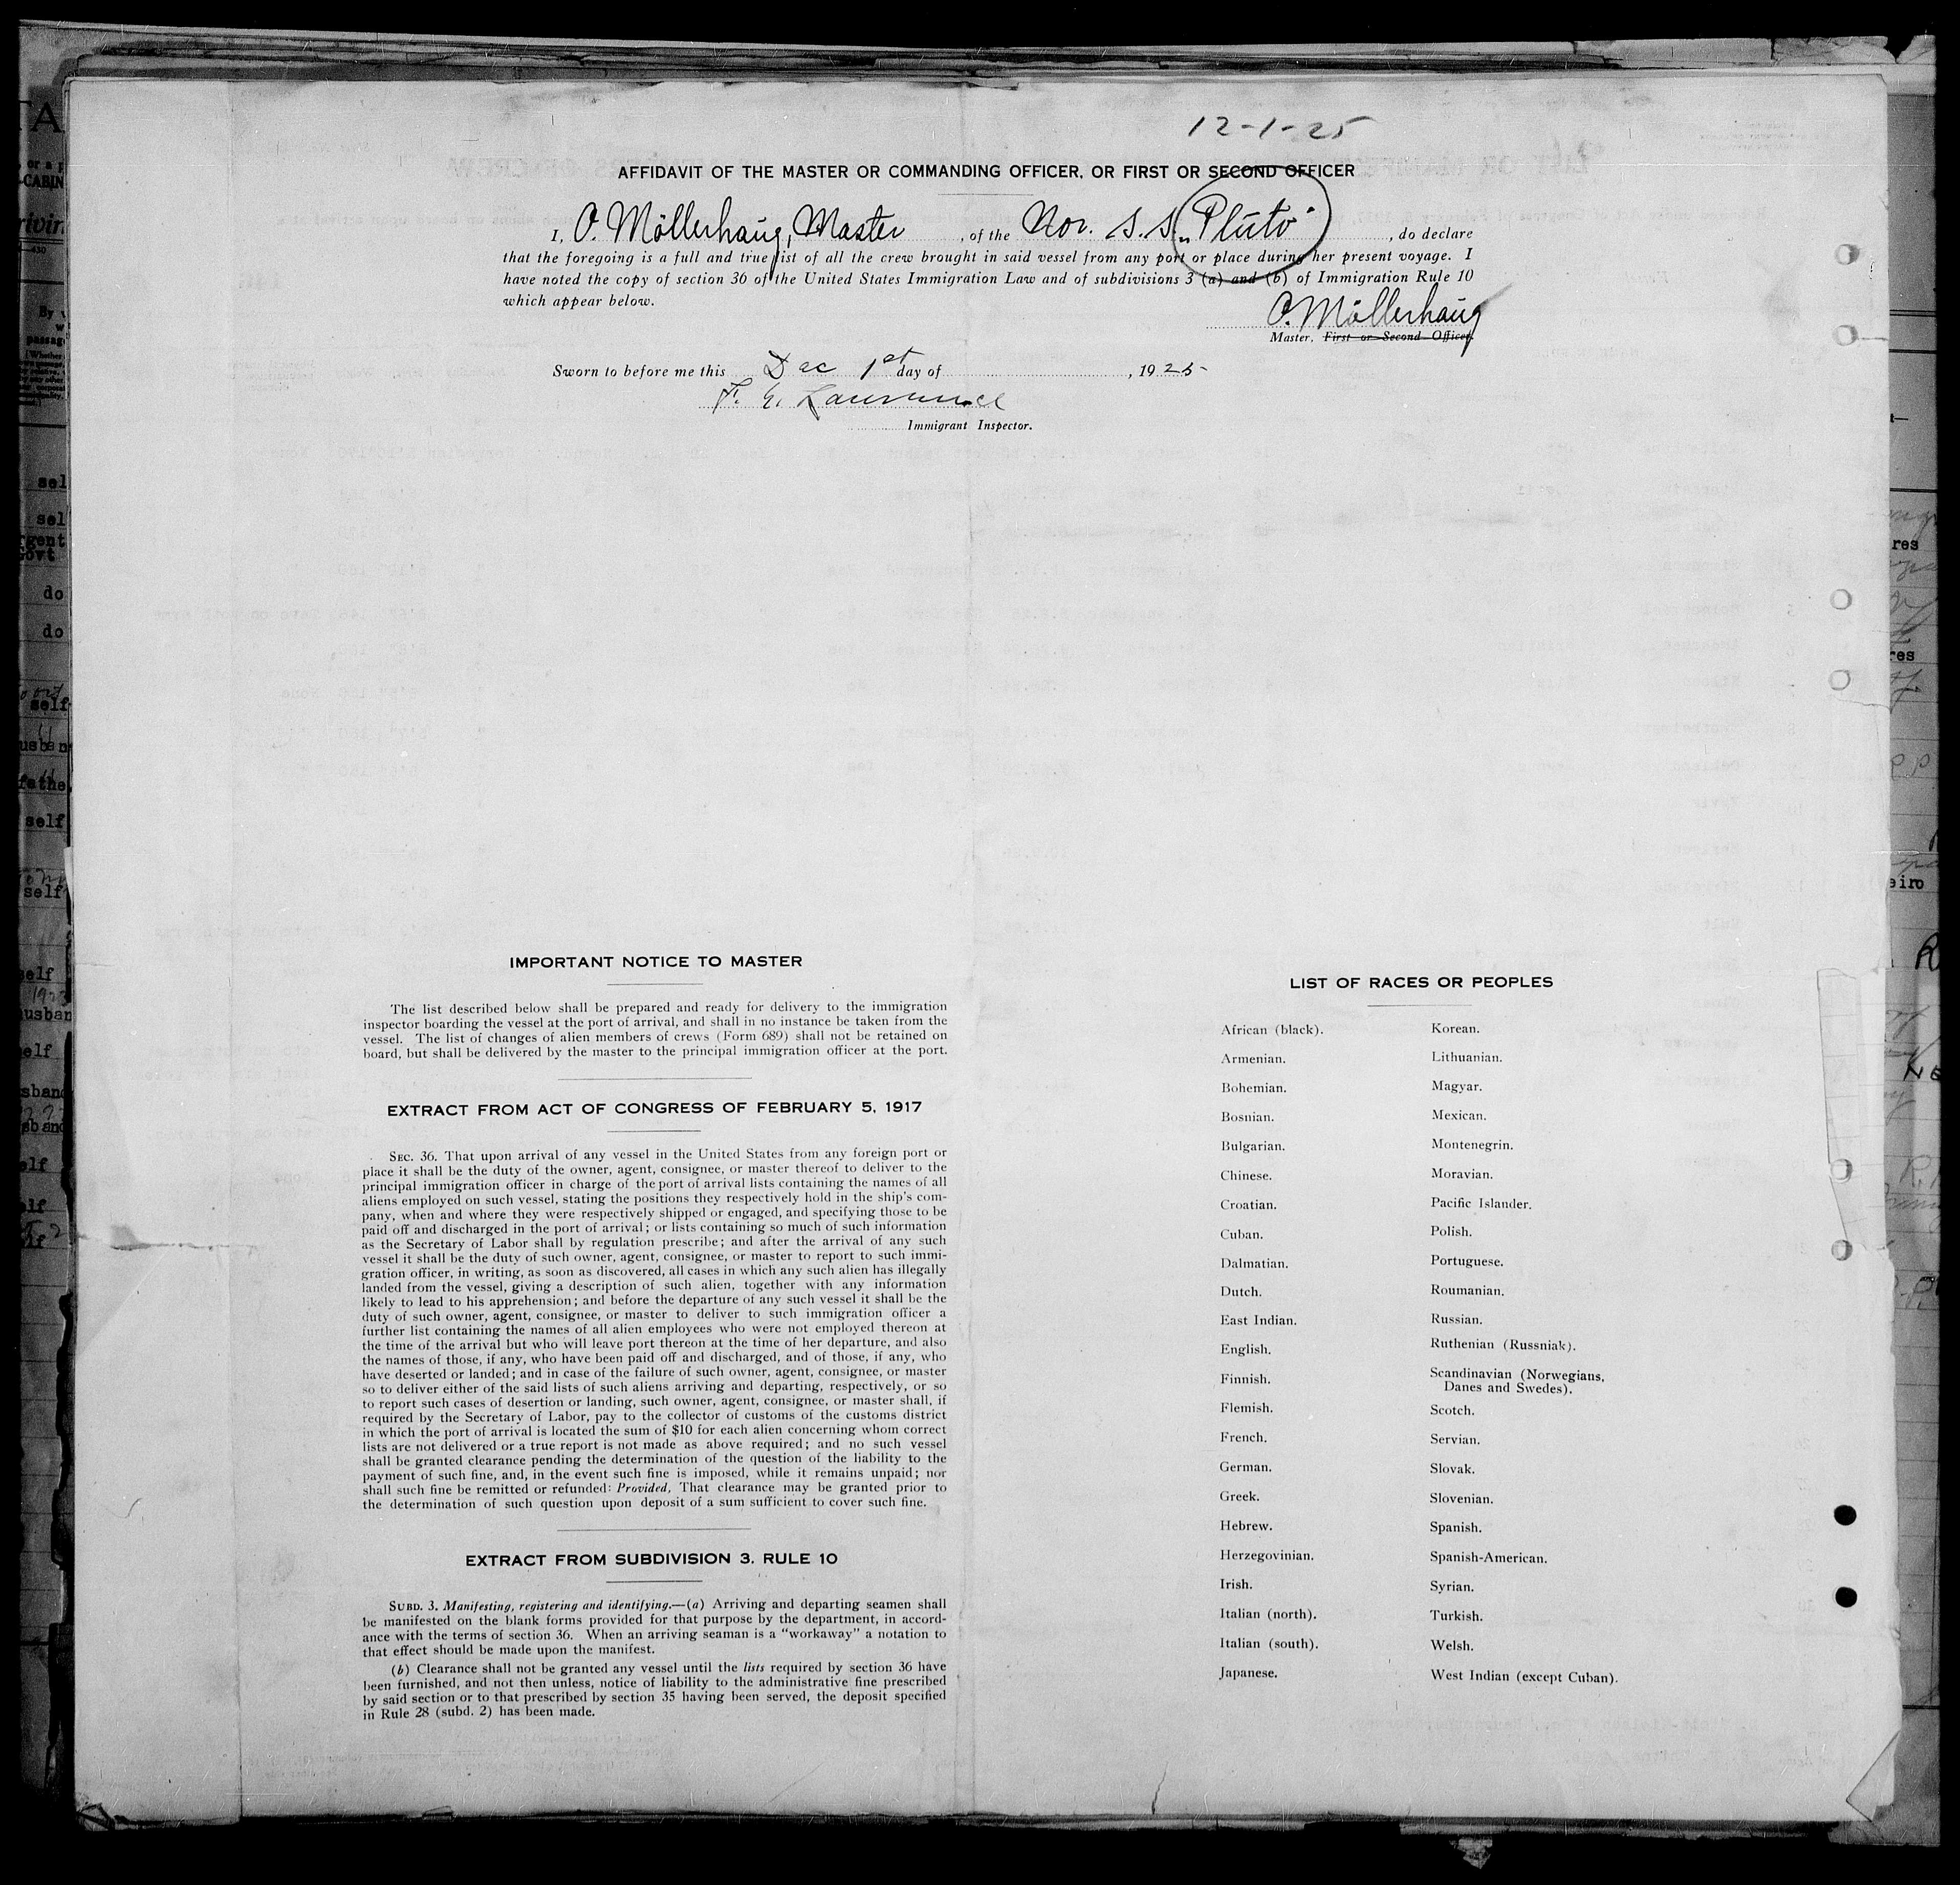 12-1-25
AFFIDAVIT OF THE MASTER OR COMMANDING OFFICER, OR FIRST OR SECOND OFFICER
I, O. Möllerhaug, Master, of the Nor. S.S. „Pluto", do declare
that the foregoing is a full and true list of all the crew brought in said vessel from any port or place during her present voyage. I
have noted the copy of section 36 of the United States Immigration Law and of subdivisions 3 (a) and (b) of Immigration Rule 10
which appear below.
O. Möllerhaug
Master, First or Second Officer.
Sworn to before me this Dec 1st day of , 1925
F. E. Lawrence
Immigrant Inspector.
IMPORTANT NOTICE TO MASTER
The list described below shall be prepared and ready for delivery to the immigration
inspector boarding the vessel at the port of arrival, and shall in no instance be taken from the
vessel. The list of changes of alien members of crews (Form 689) shall not be retained on
board, but shall be delivered by the master to the principal immigration officer at the port.
EXTRACT FROM ACT OF CONGRESS OF FEBRUARY 5, 1917
SEC. 36. That upon arrival of any vessel in the United States from any foreign port or
place it shall be the duty of the owner, agent, consignee, or master thereof to deliver to the
principal immigration officer in charge of the port of arrival lists containing the names of all
aliens employed on such vessel, stating the positions they respectively hold in the ship's com-
pany, when and where they were respectively shipped or engaged, and specifying those to be
paid off and discharged in the port of arrival; or lists containing so much of such information
as the Secretary of Labor shall by regulation prescribe; and after the arrival of any such
vessel it shall be the duty of such owner, agent, consignee, or master to report to such immi-
gration officer, in writing, as soon as discovered, all cases in which any such alien has illegally
landed from the vessel, giving a description of such alien, together with any information
likely to lead to his apprehension; and before the departure of any such vessel it shall be the
duty of such owner, agent, consignee, or master to deliver to such immigration officer a
further list containing the names of all alien employees who were not employed thereon at
the time of the arrival but who will leave port thereon at the time of her departure, and also
the names of those, if any, who have been paid off and discharged, and of those, if any, who
have deserted or landed; and in case of the failure of such owner, agent, consignee, or master
so to deliver either of the said lists of such aliens arriving and departing, respectively, or so
to report such cases of desertion or landing, such owner, agent, consignee, or master shall, if
required by the Secretary of Labor, pay to the collector of customs of the customs district
in which the port of arrival is located the sum of $10 for each alien concerning whom correct
lists are not delivered or a true report is not made as above required; and no such vessel
shall be granted clearance pending the determination of the question of the liability to the
payment of such fine, and, in the event such fine is imposed, while it remains unpaid; nor
shall such fine be remitted or refunded: Provided, That clearance may be granted prior to
the determination of such question upon deposit of a sum sufficient to cover such fine.
EXTRACT FROM SUBDIVISION 3, RULE 10
SUBD. 3. Manifesting, registering and identifying.—(a) Arriving and departing seamen shall
be manifested on the blank forms provided for that purpose by the department, in accord-
ance with the terms of section 36. When an arriving seaman is a "workaway" a notation to
that effect should be made upon the manifest.
(b) Clearance shall not be granted any vessel until the lists required by section 36 have
been furnished, and not then unless, notice of liability to the administrative fine prescribed
by said section or to that prescribed by section 35 having been served, the deposit specified
in Rule 28 (subd. 2) has been made.
LIST OF RACES OR PEOPLES
African (black).
Armenian.
Bohemian.
Bosnian.
Bulgarian.
Chinese.
Croatian.
Cuban.
Dalmatian.
Dutch.
East Indian.
English.
Finnish.
Flemish.
French.
German.
Greek.
Hebrew.
Herzegovinian.
Irish.
Italian (north).
Italian (south).
Japanese.
Korean.
Lithuanian.
Magyar.
Mexican.
Montenegrin.
Moravian.
Pacific Islander.
Polish.
Portuguese.
Roumanian.
Russian.
Ruthenian (Russniak).
Scandinavian (Norwegians,
Danes and Swedes).
Scotch.
Servian.
Slovak.
Slovenian.
Spanish.
Spanish-American.
Syrian.
Turkish.
Welsh.
West Indian (except Cuban).